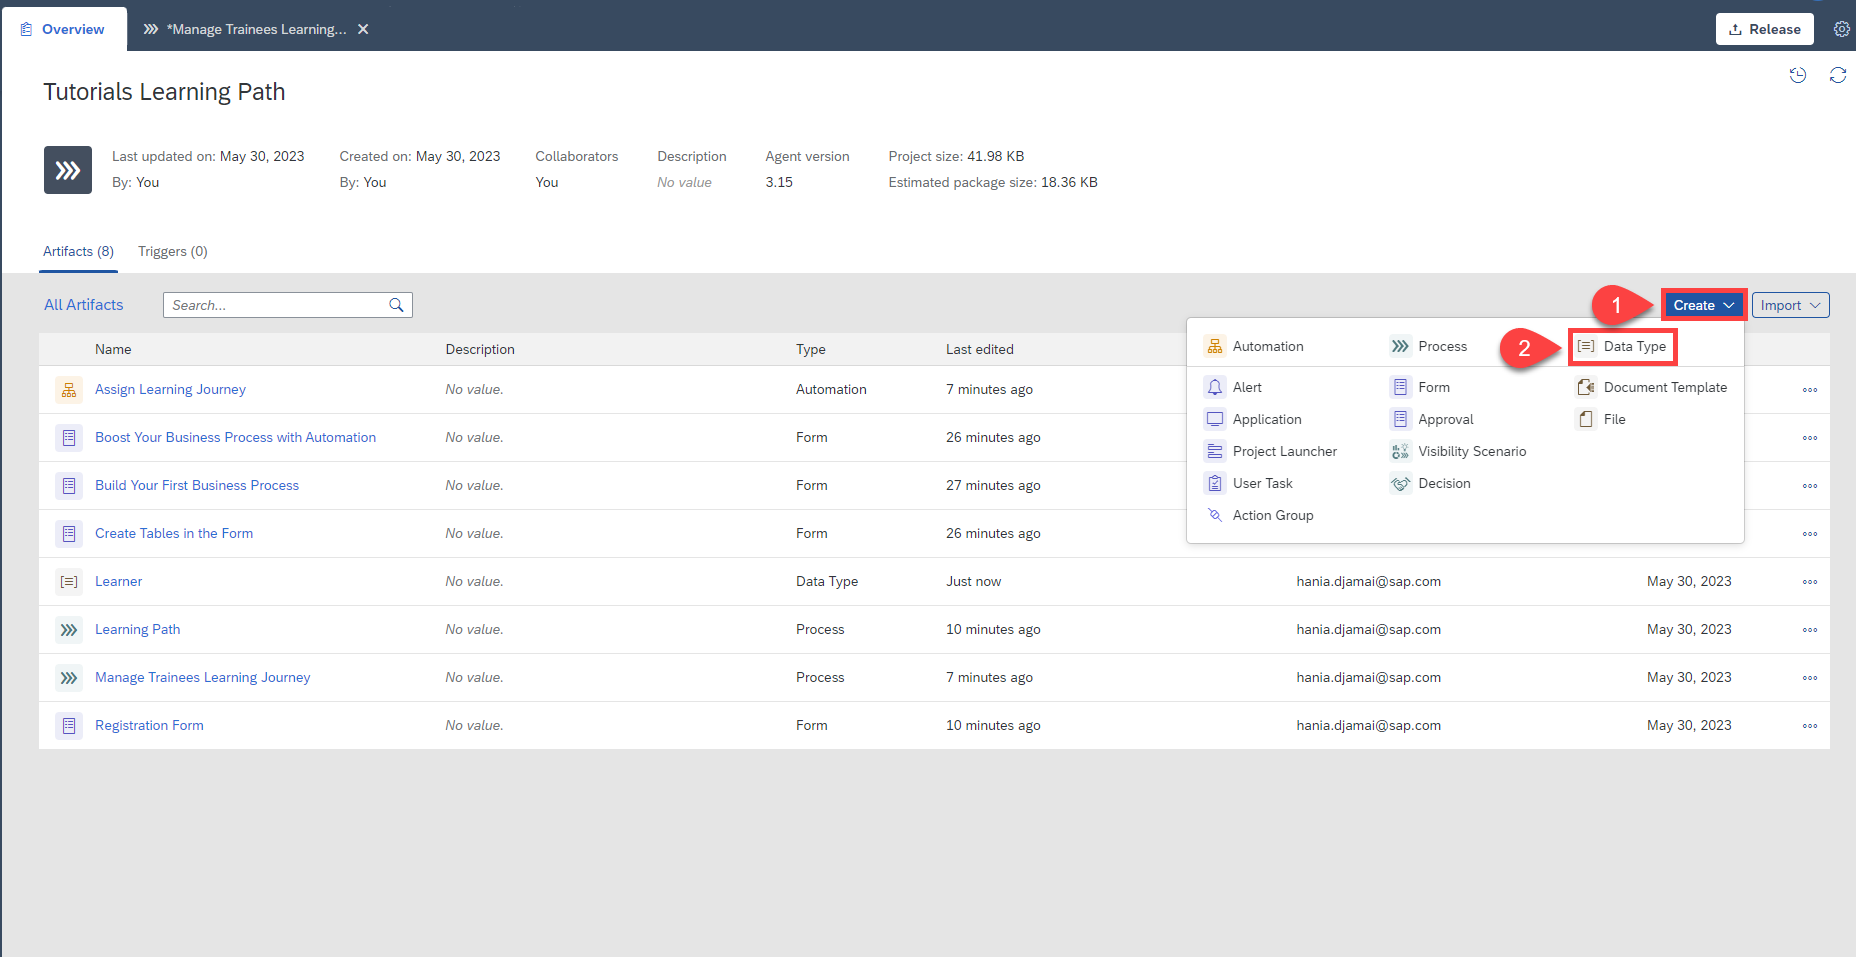 Overview
*Manage Trainees Learning...
Release
Tutorials Learning Path
Last updated on: May 30, 2023
By: You
Created on: May 30, 2023
By: You
Collaborators
You
Description
No value
Agent version
3.15
Project size: 41.98 KB
Estimated package size: 18.36 KB
Artifacts (8)
Triggers (0)
All Artifacts
Search...
1
Create
Import
2
Automation
Process
Data Type
Alert
Form
Document Template
Application
Approval
File
Project Launcher
Visibility Scenario
User Task
Decision
Action Group
Name Description Type Last edited
Assign Learning Journey No value. Automation 7 minutes ago
Boost Your Business Process with Automation No value. Form 26 minutes ago
Build Your First Business Process No value. Form 27 minutes ago
Create Tables in the Form No value. Form 26 minutes ago
Learner No value. Data Type Just now hania.djamai@sap.com May 30, 2023
Learning Path No value. Process 10 minutes ago hania.djamai@sap.com May 30, 2023
Manage Trainees Learning Journey No value. Process 7 minutes ago hania.djamai@sap.com May 30, 2023
Registration Form No value. Form 10 minutes ago hania.djamai@sap.com May 30, 2023